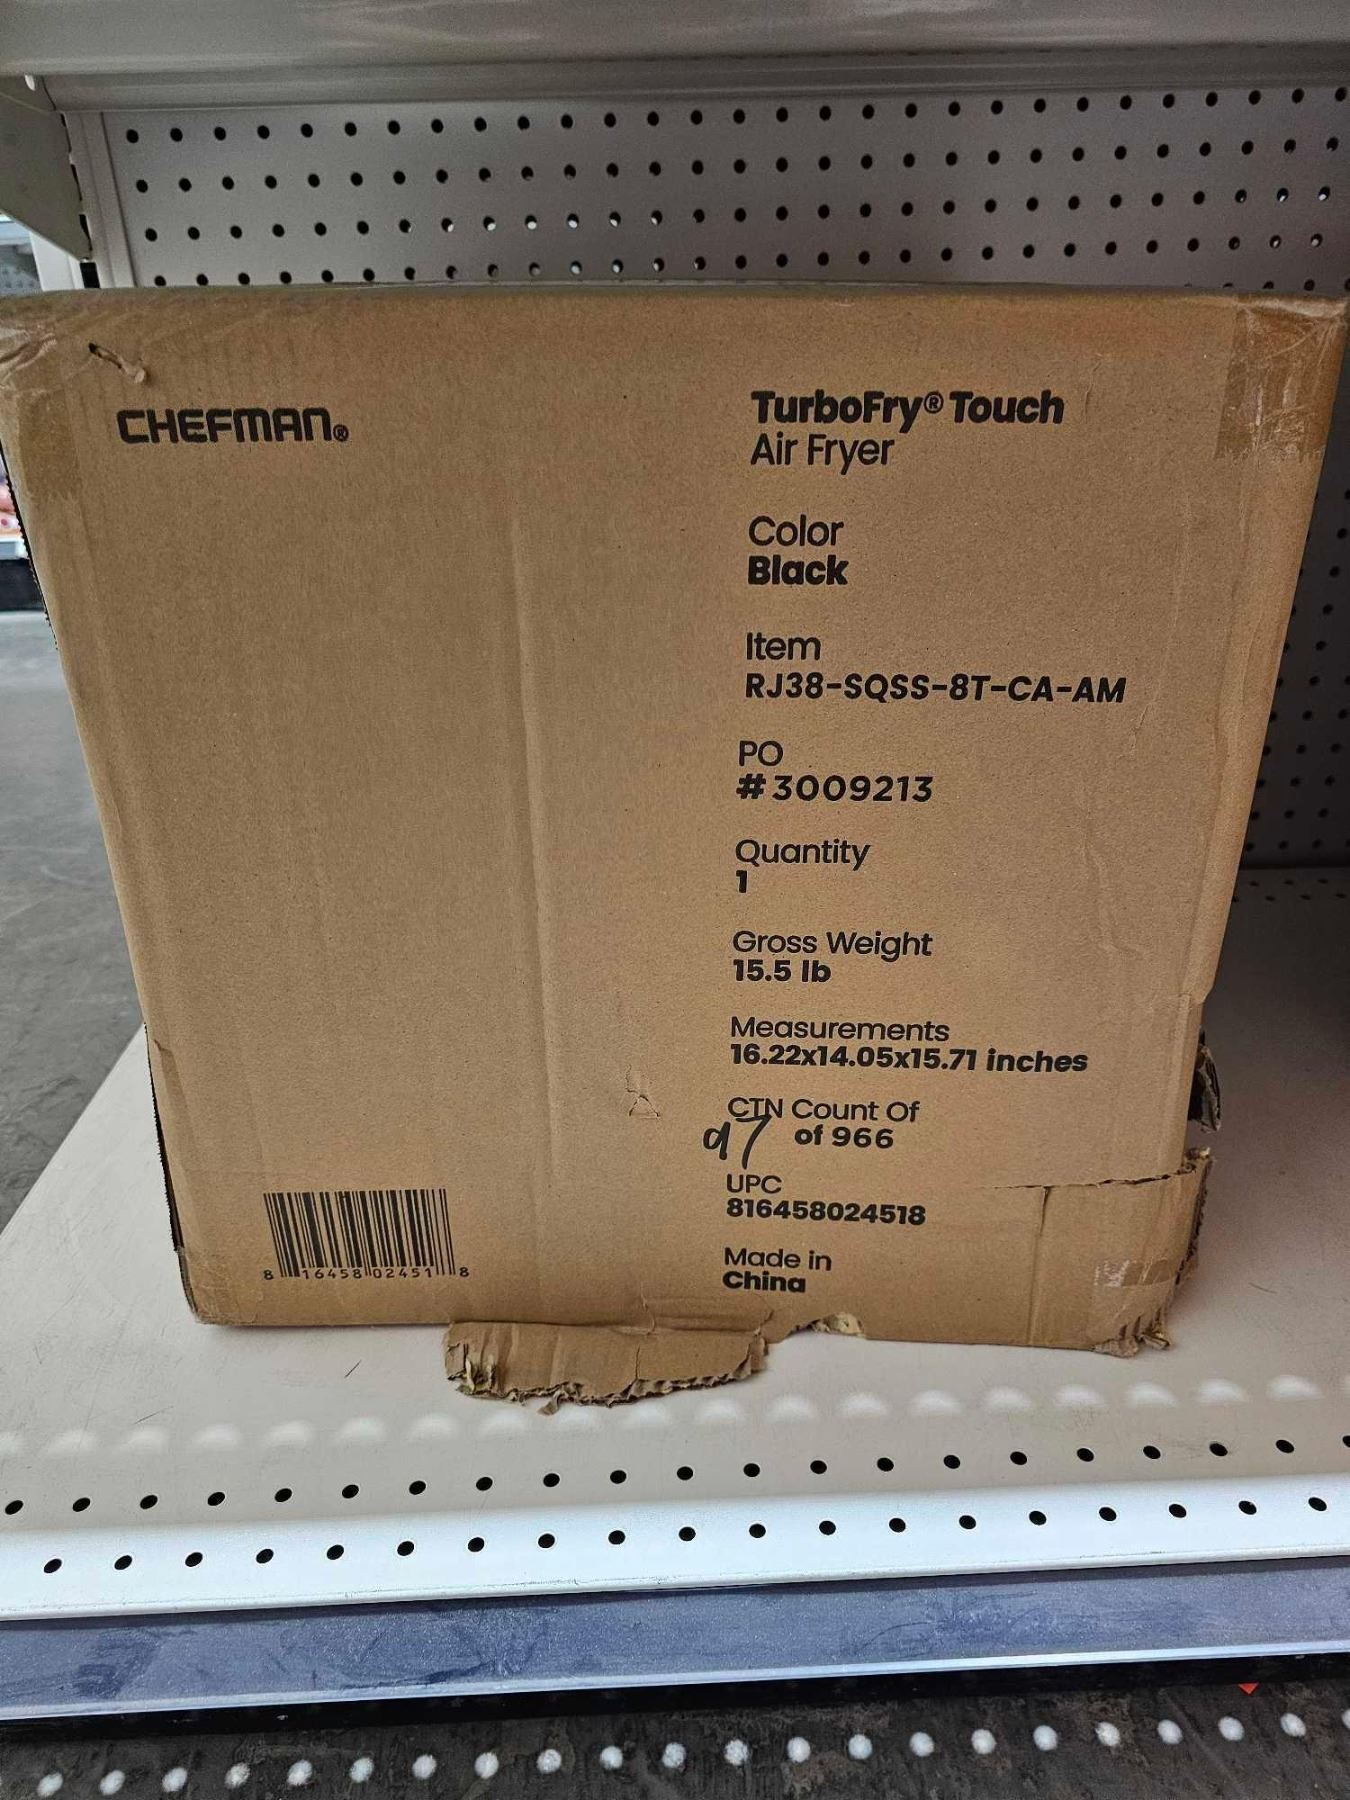 CHEFMAN®
TurboFry® Touch
Air Fryer
Color
Black
Item
RJ38-SQSS-8T-CA-AM
PO
#3009213
Quantity
1
Gross Weight
15.5 lb
Measurements
16.22x14.05x15.71 inches
CTN Count Of
97 of 966
UPC
816458024518
Made in
China
8 16458 02451 8